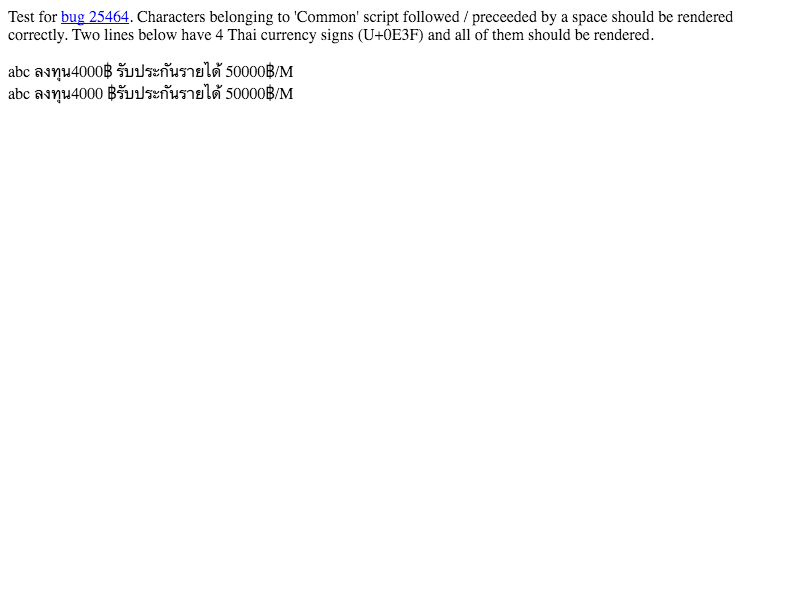 Test for bug 25464. Characters belonging to 'Common' script followed / preceeded by a space should be rendered
correctly. Two lines below have 4 Thai currency signs (U+0E3F) and all of them should be rendered.
abc ลงทุน4000฿ รับประกันรายได้ 50000฿/M
abc ลงทุน4000 ฿รับประกันรายได้ 50000฿/M